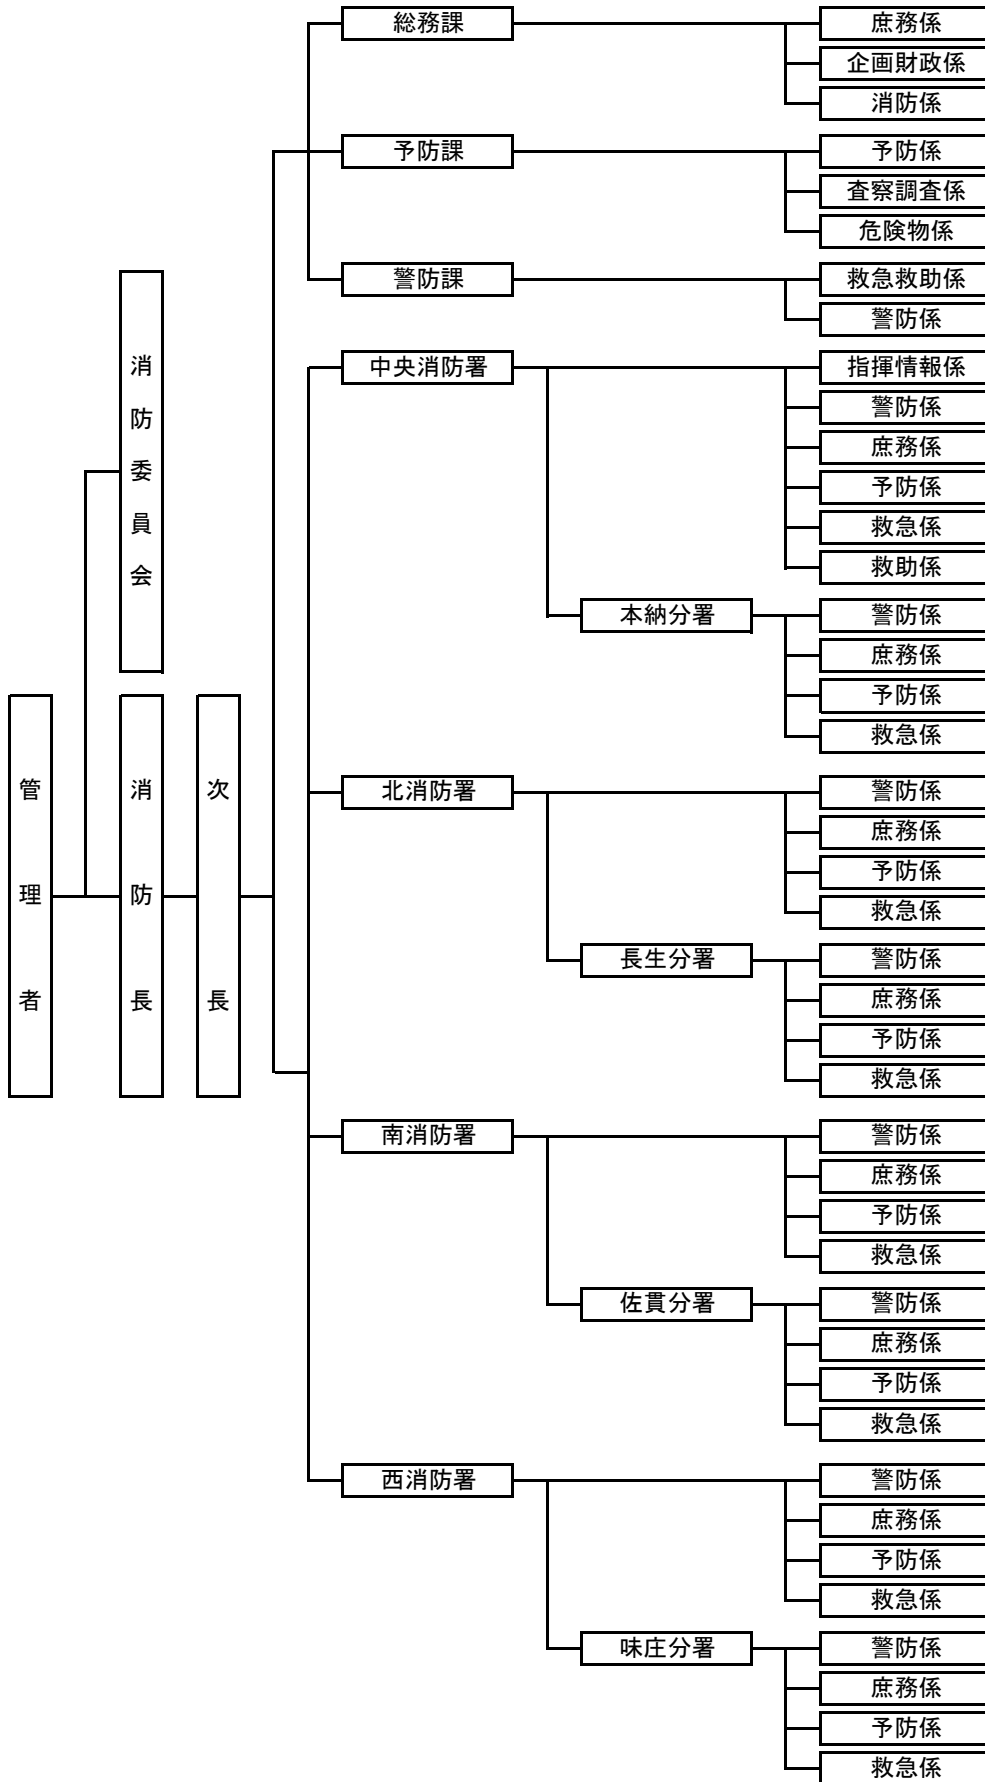 管理者
消防委員会
消防長
次長
総務課
庶務係
企画財政係
消防係
予防課
予防係
査察調査係
危険物係
警防課
救急救助係
警防係
中央消防署
指揮情報係
警防係
庶務係
予防係
救急係
救助係
本納分署
警防係
庶務係
予防係
救急係
北消防署
警防係
庶務係
予防係
救急係
長生分署
警防係
庶務係
予防係
救急係
南消防署
警防係
庶務係
予防係
救急係
佐貫分署
警防係
庶務係
予防係
救急係
西消防署
警防係
庶務係
予防係
救急係
味庄分署
警防係
庶務係
予防係
救急係